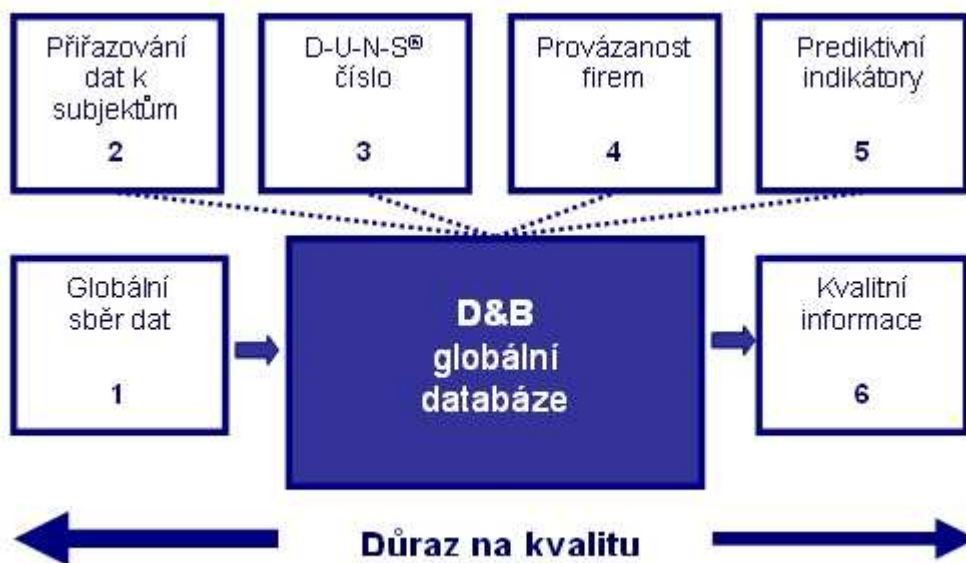 Přiřazování
dat k
subjektům
2
D-U-N-S®
číslo
3
Provázanost
firem
4
Prediktivní
indikátory
5
Globální
sběr dat
1
D&B
globální
databáze
Kvalitní
informace
6
Důraz na kvalitu